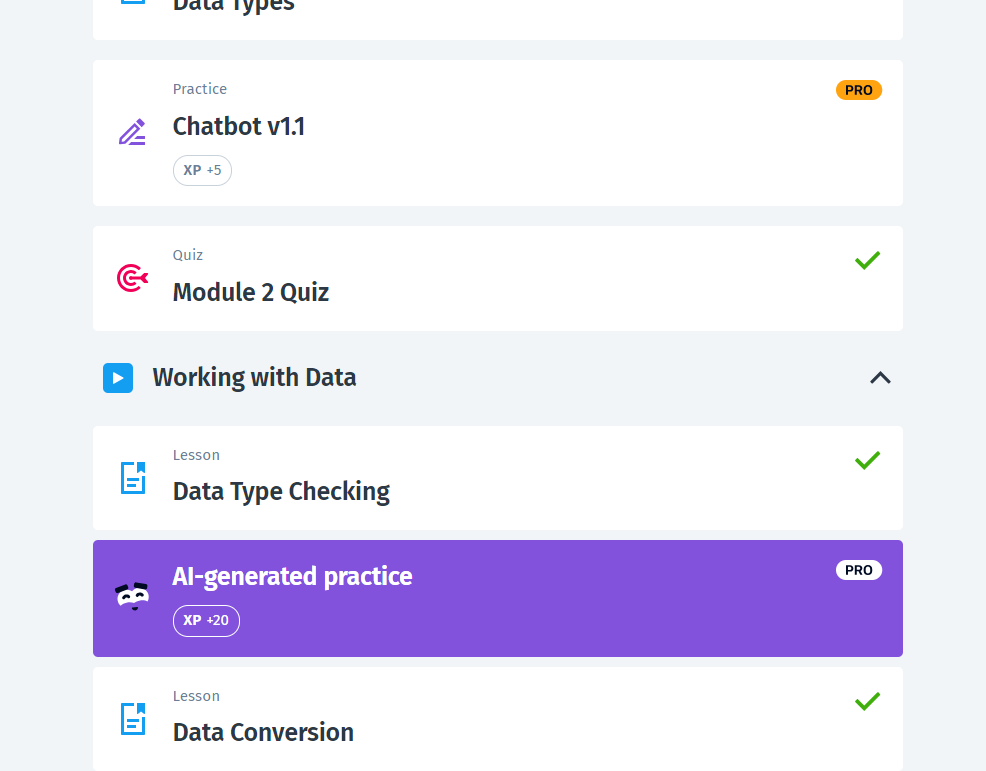 Data Types
Practice
PRO
Chatbot v1.1
XP +5
Quiz
Module 2 Quiz
Working with Data
Lesson
Data Type Checking
AI-generated practice
PRO
XP +20
Lesson
Data Conversion